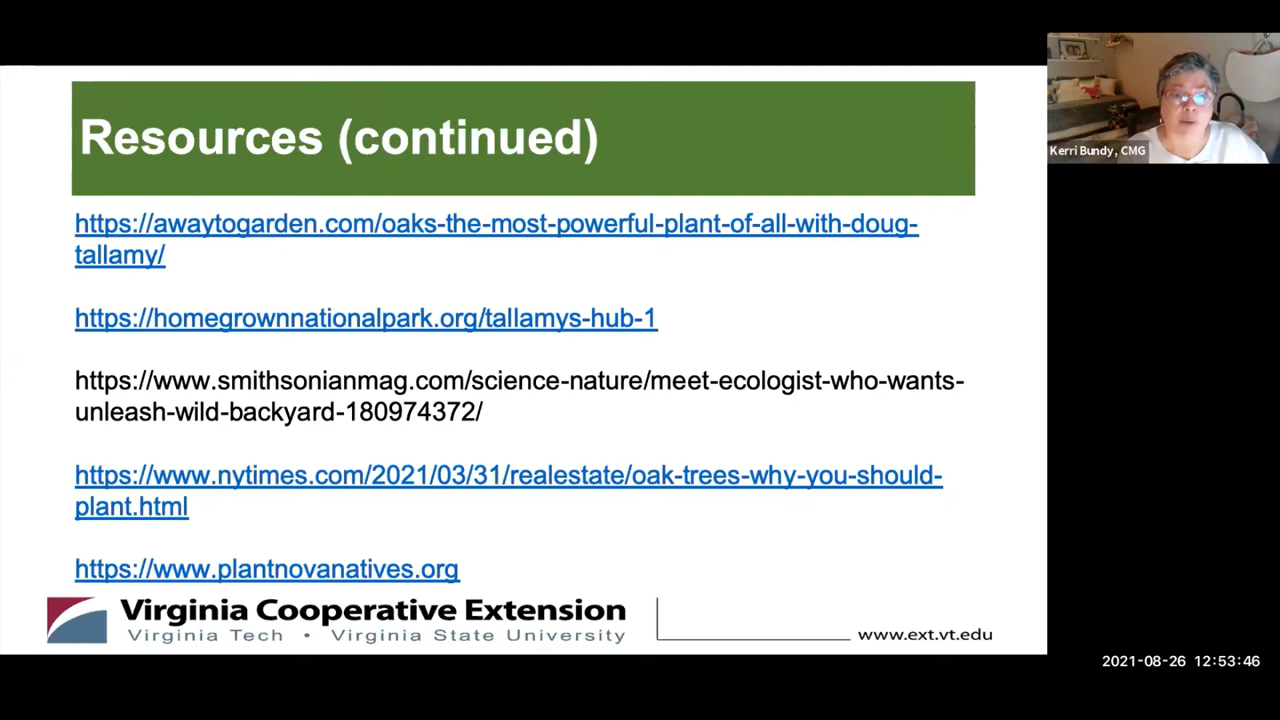 Resources (continued)
https://awaytogarden.com/oaks-the-most-powerful-plant-of-all-with-doug-
tallamy/
https://homegrownnationalpark.org/tallamys-hub-1
https://www.smithsonianmag.com/science-nature/meet-ecologist-who-wants-
unleash-wild-backyard-180974372/
https://www.nytimes.com/2021/03/31/realestate/oak-trees-why-you-should-
plant.html
https://www.plantnovanatives.org
Virginia Cooperative Extension
Virginia Tech • Virginia State University
www.ext.vt.edu
Kerri Bundy, CMG
2021-08-26 12:53:46